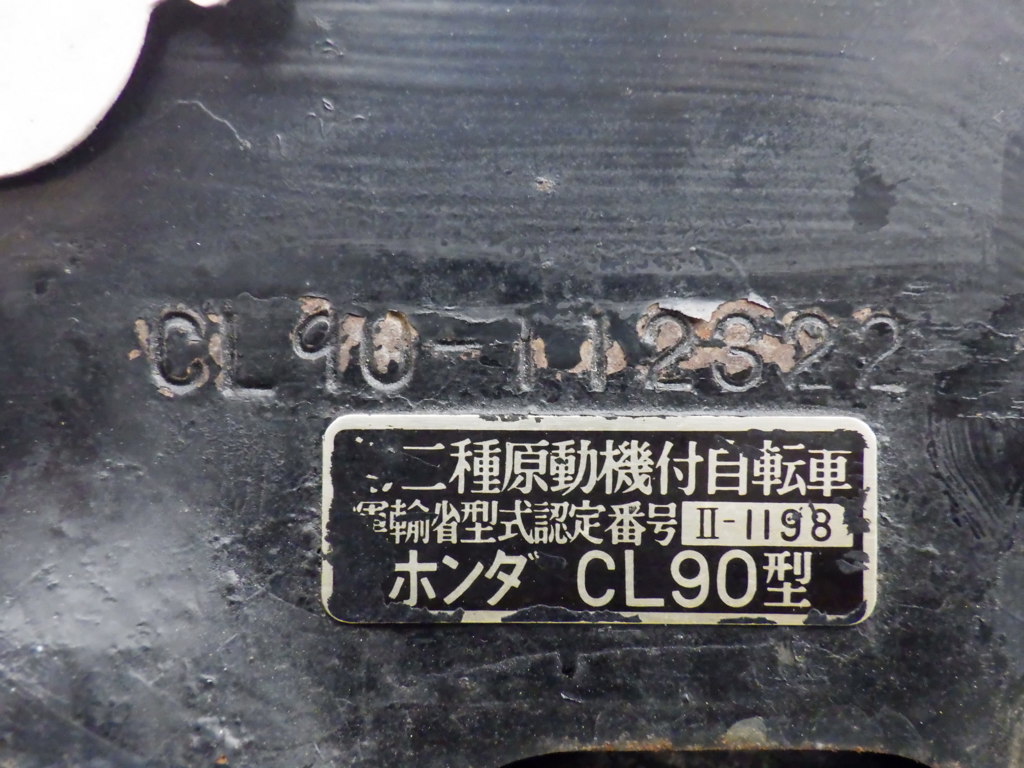 CL90-112322
二種原動機付自転車
運輸省型式認定番号 II-1198
ホンダ CL90型